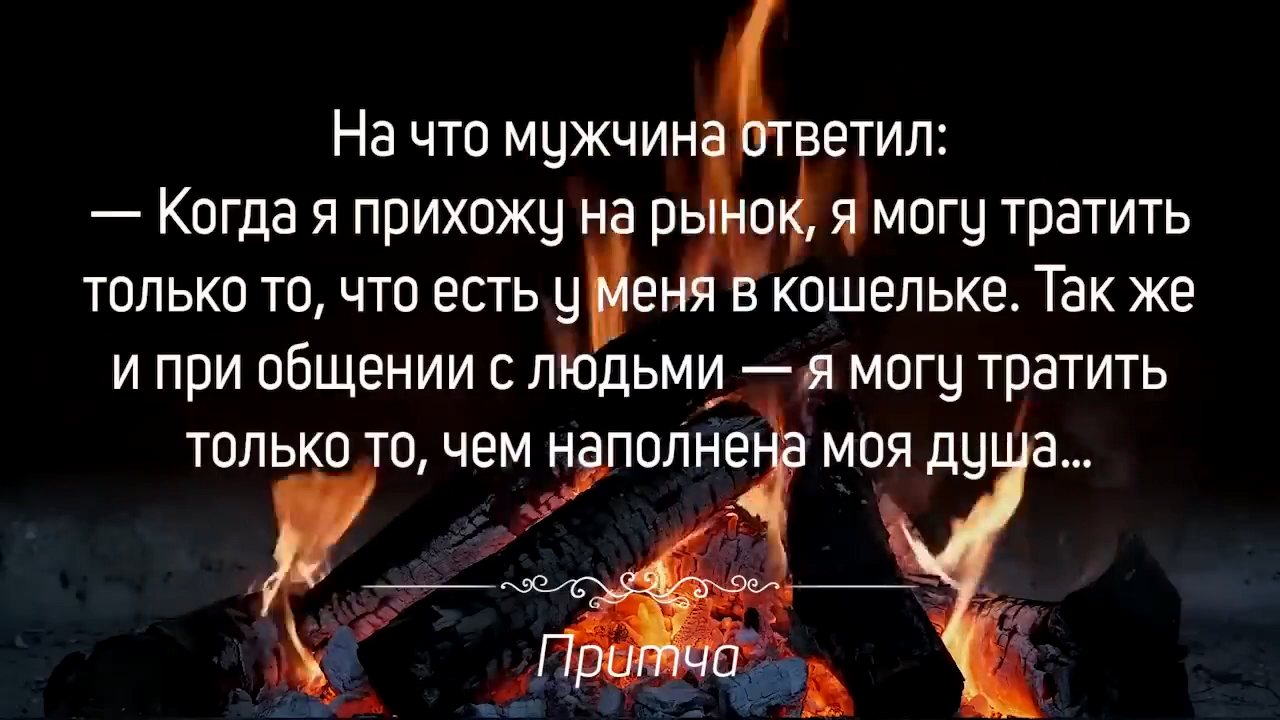 На что мужчина ответил:
— Когда я прихожу на рынок, я могу тратить
только то, что есть у меня в кошельке. Так же
и при общении с людьми — я могу тратить
только то, чем наполнена моя душа...
Притча